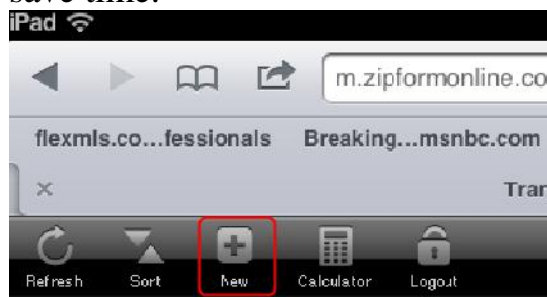 save time.
iPad
m.zipformonline.co
flexmls.co...fessionals Breaking...msnbc.com
Tran
Refresh Sort New Calculator Logout